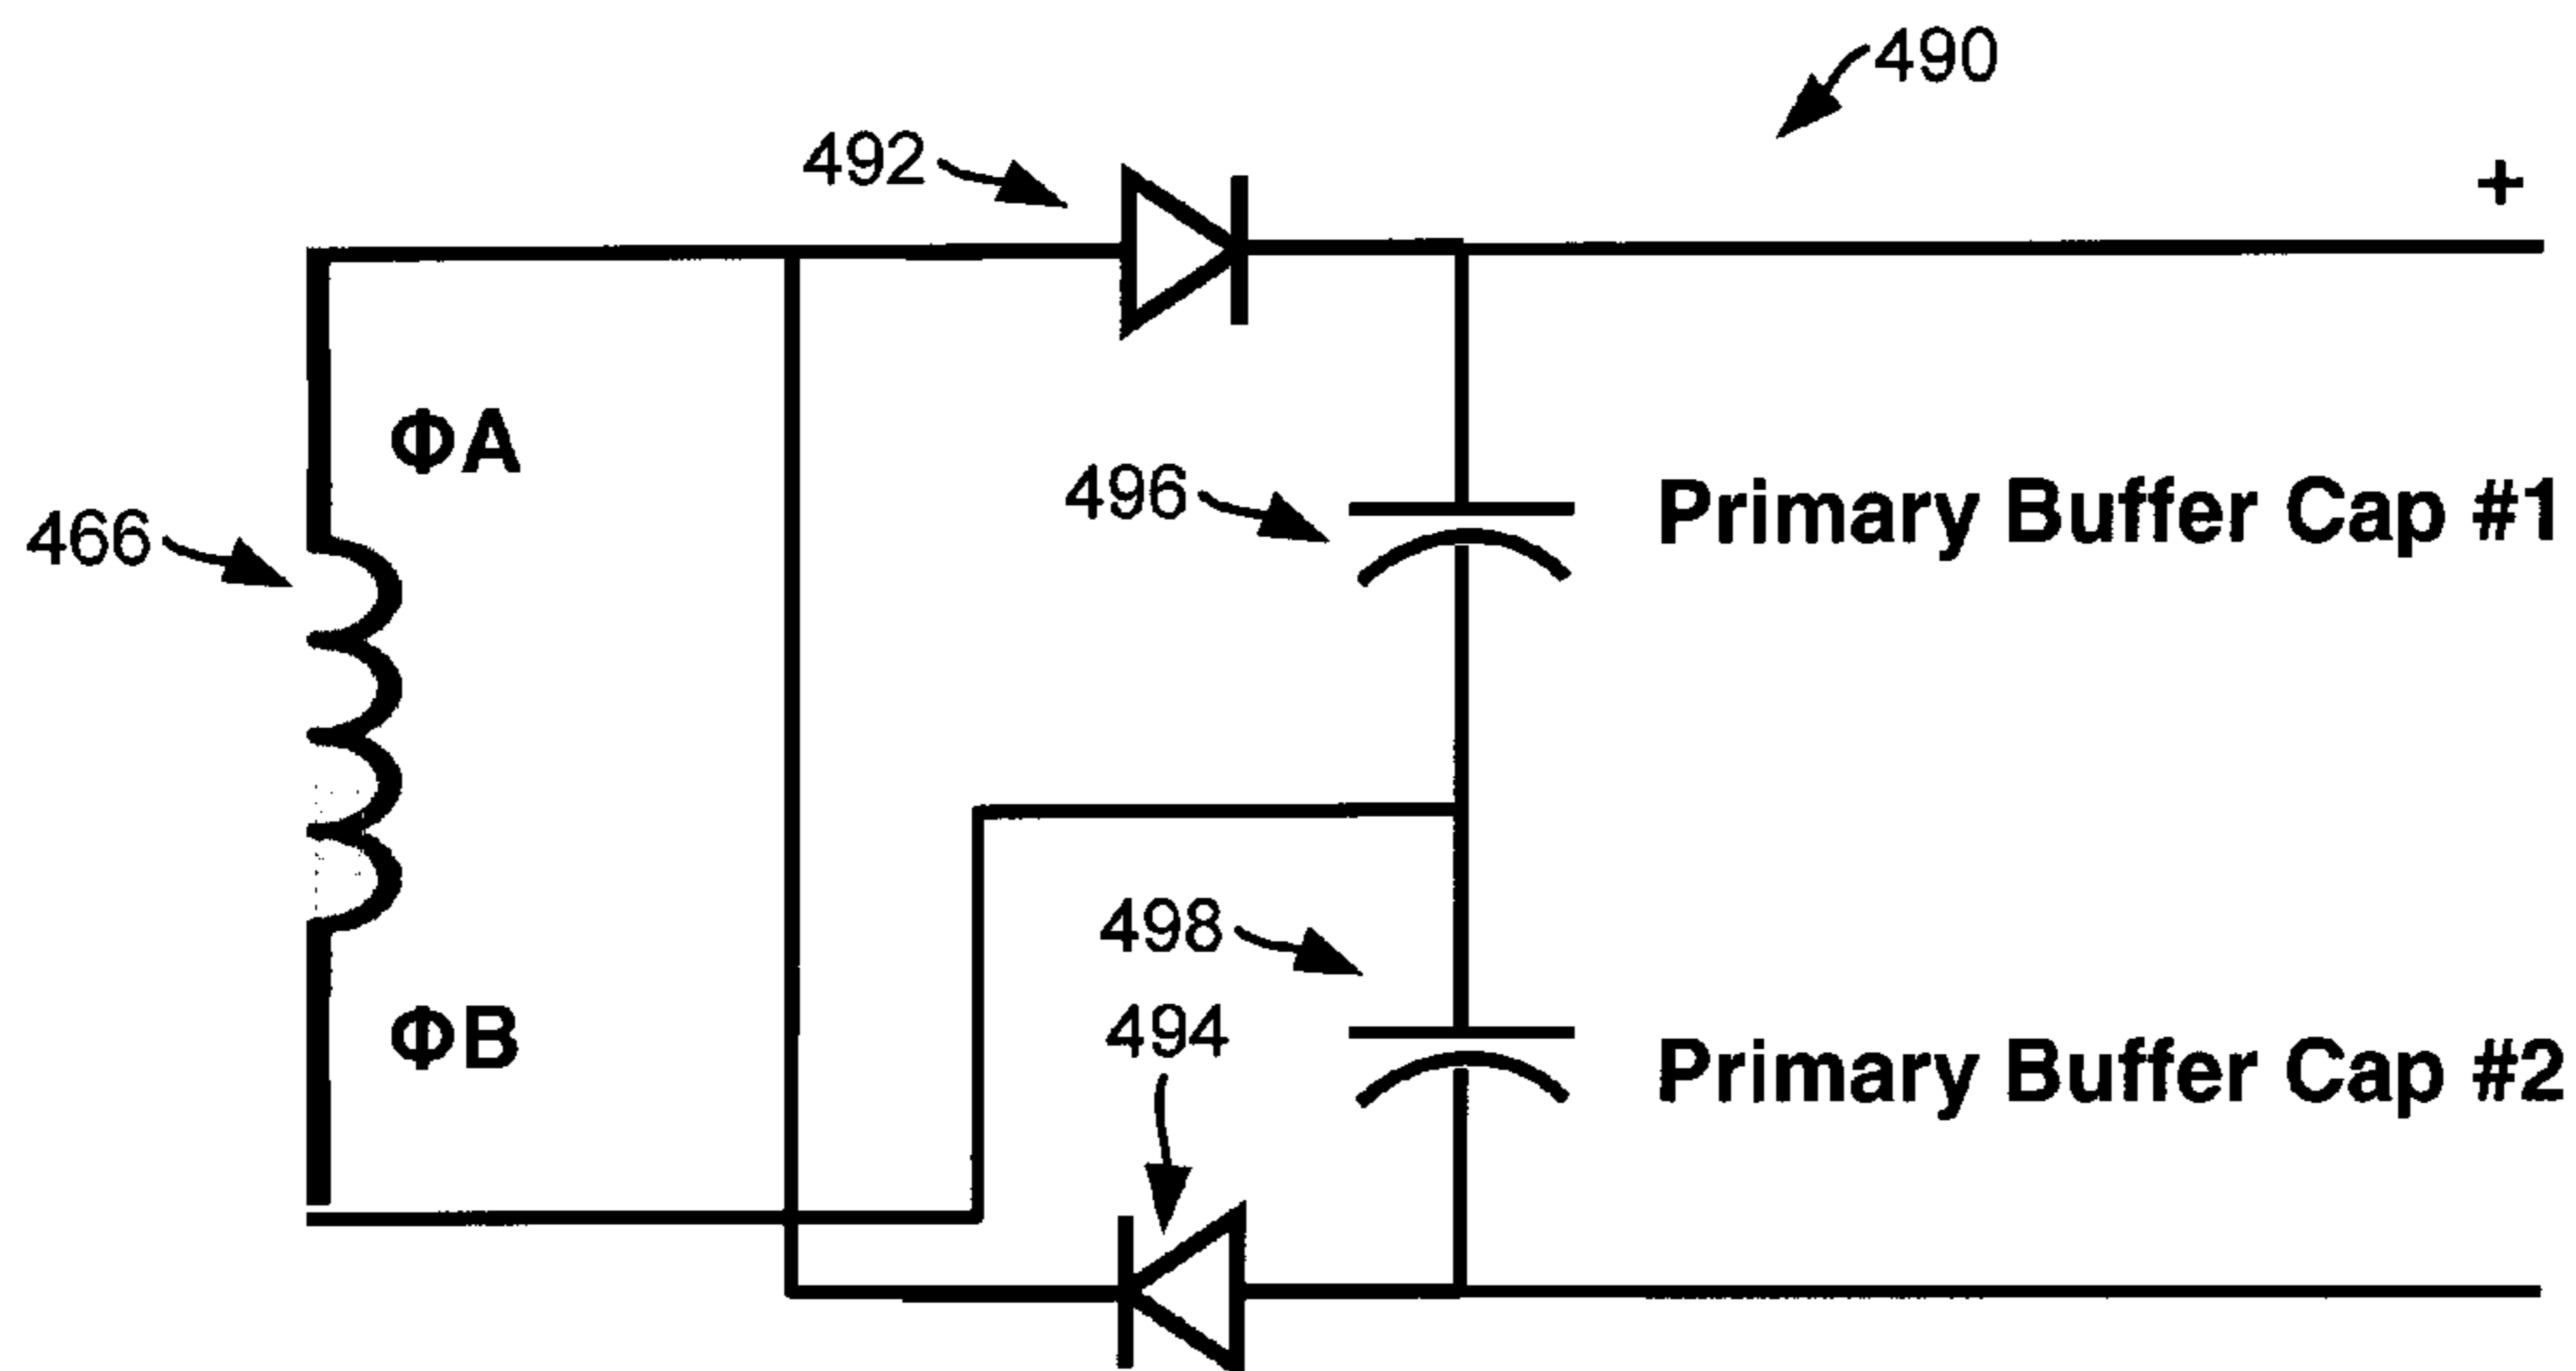 490
492
+
ΦA
496
Primary Buffer Cap #1
466
498
494
ΦB
Primary Buffer Cap #2